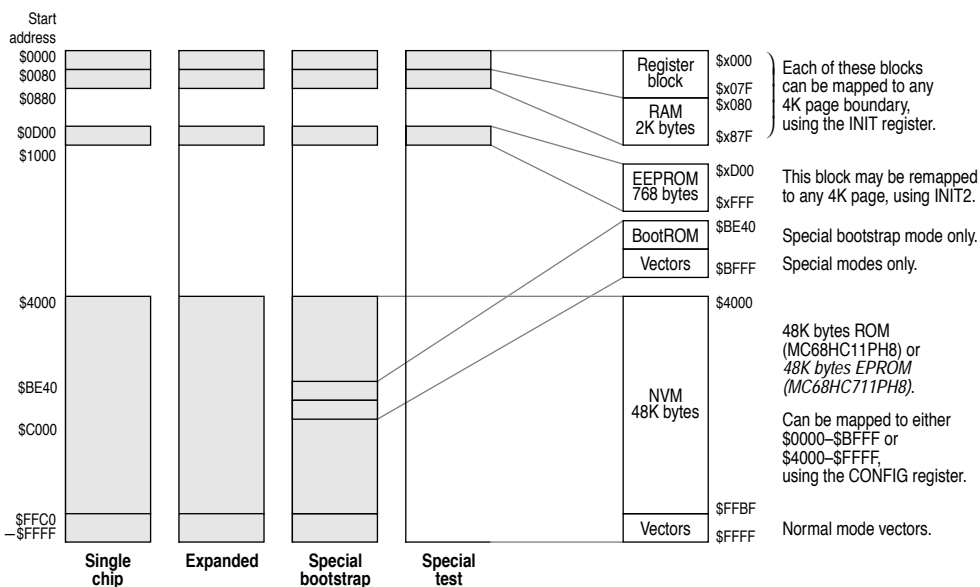 Start
address
$0000
$0080
$0880
$0D00
$1000
$4000
$BE40
$C000
$FFC0
–$FFFF
Single
chip
Expanded
Special
bootstrap
Special
test
Register
block
RAM
2K bytes
EEPROM
768 bytes
BootROM
Vectors
NVM
48K bytes
Vectors
$x000
$x07F
$x080
$x87F
$xD00
$xFFF
$BE40
$BFFF
$4000
$FFBF
$FFFF
Each of these blocks
can be mapped to any
4K page boundary,
using the INIT register.
This block may be remapped
to any 4K page, using INIT2.
Special bootstrap mode only.
Special modes only.
48K bytes ROM
(MC68HC11PH8) or
48K bytes EPROM
(MC68HC711PH8).
Can be mapped to either
$0000–$BFFF or
$4000–$FFFF,
using the CONFIG register.
Normal mode vectors.